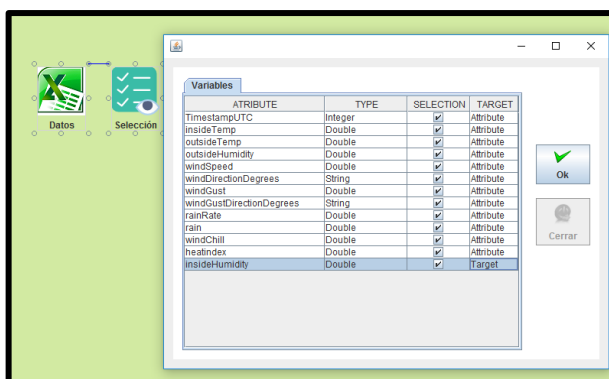 Variables
ATRIBUTE TYPE SELECTION TARGET
TimestampUTC Integer Attribute
insideTemp Double Attribute
outsideTemp Double Attribute
outsideHumidity Double Attribute
windSpeed Double Attribute
windDirectionDegrees String Attribute
windGust Double Attribute
windGustDirectionDegrees String Attribute
rainRate Double Attribute
rain Double Attribute
windChill Double Attribute
heatindex Double Attribute
insideHumidity Double Target
Datos
Selección
Ok
Cerrar